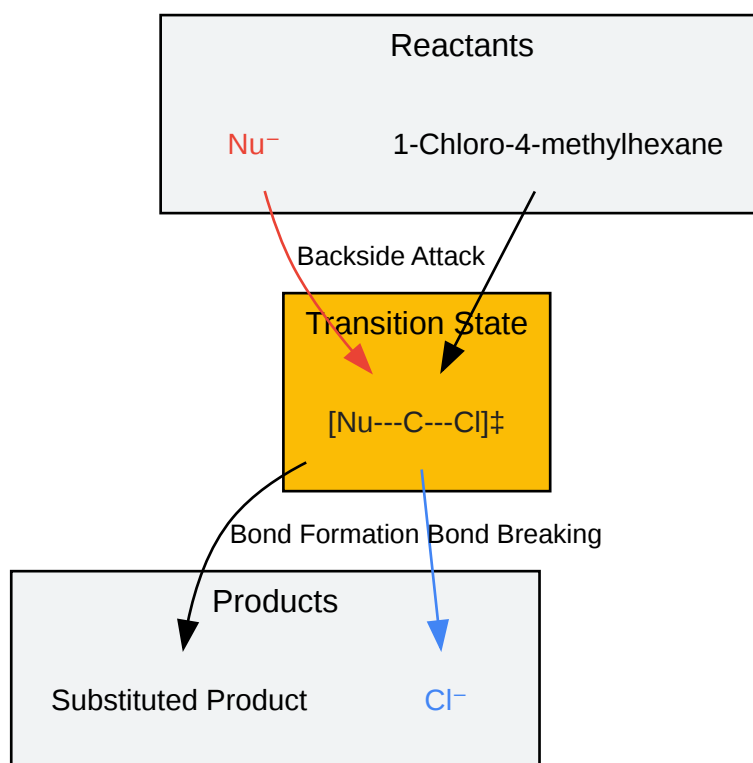 Reactants
Nu⁻ 1-Chloro-4-methylhexane
Backside Attack
Transition State
[Nu---C---Cl]‡
Bond Formation Bond Breaking
Products
Substituted Product Cl⁻